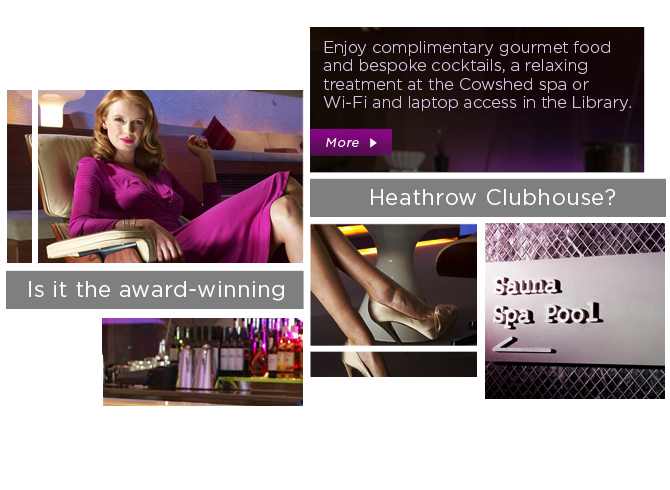 Enjoy complimentary gourmet food
and bespoke cocktails, a relaxing
treatment at the Cowshed spa or
Wi-Fi and laptop access in the Library.
More
Is it the award-winning
Heathrow Clubhouse?
Sauna
Spa Pool